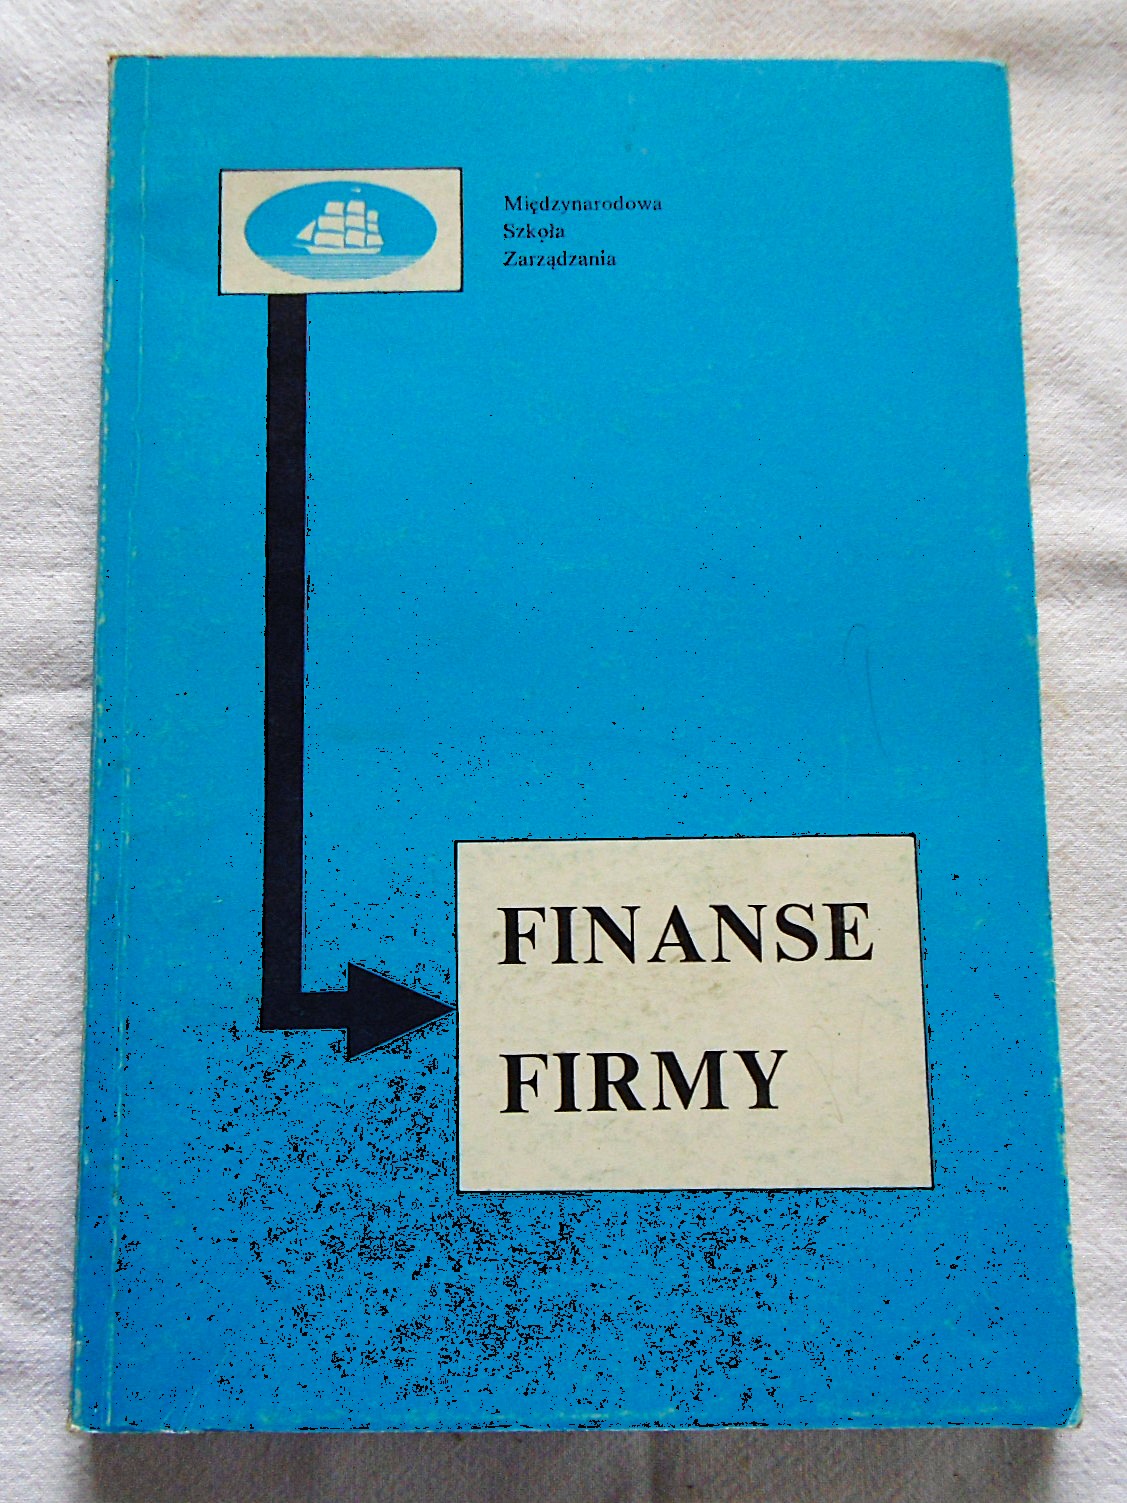 Międzynarodowa
Szkoła
Zarządzania
FINANSE
FIRMY